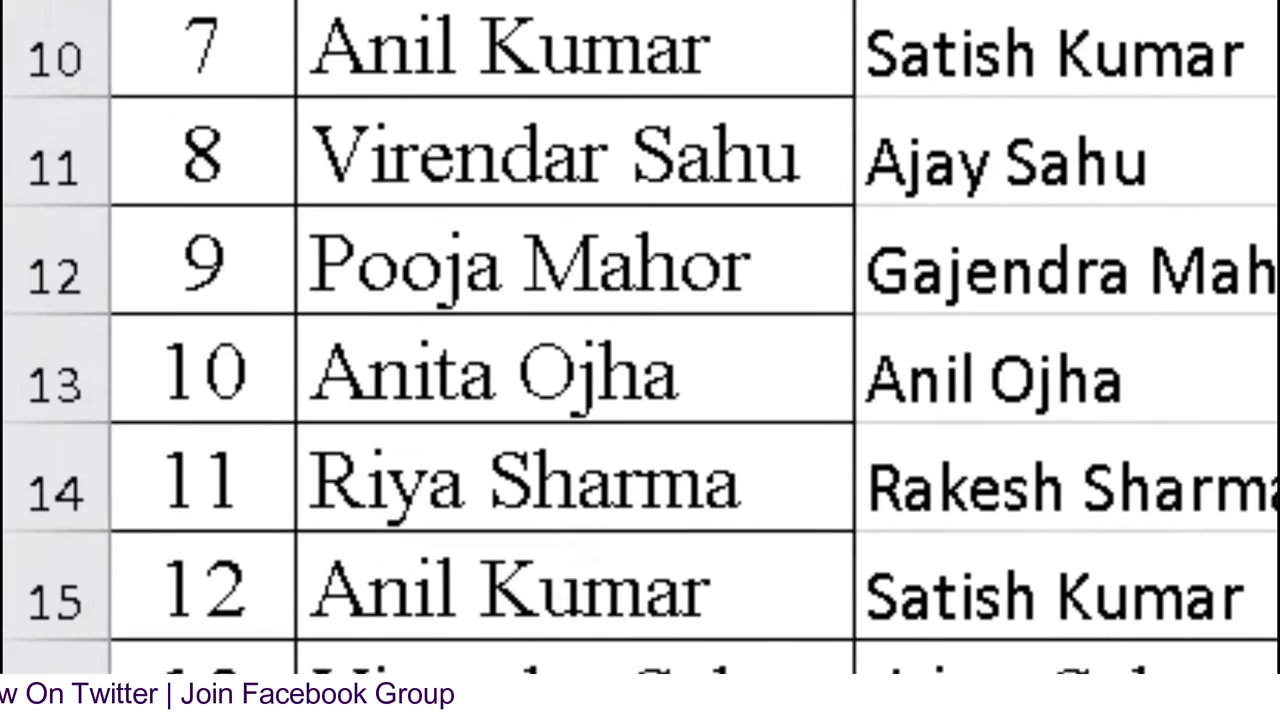 10 7 Anil Kumar Satish Kumar
11 8 Virendar Sahu Ajay Sahu
12 9 Pooja Mahor Gajendra Mah
13 10 Anita Ojha Anil Ojha
14 11 Riya Sharma Rakesh Sharma
15 12 Anil Kumar Satish Kumar
w On Twitter | Join Facebook Group